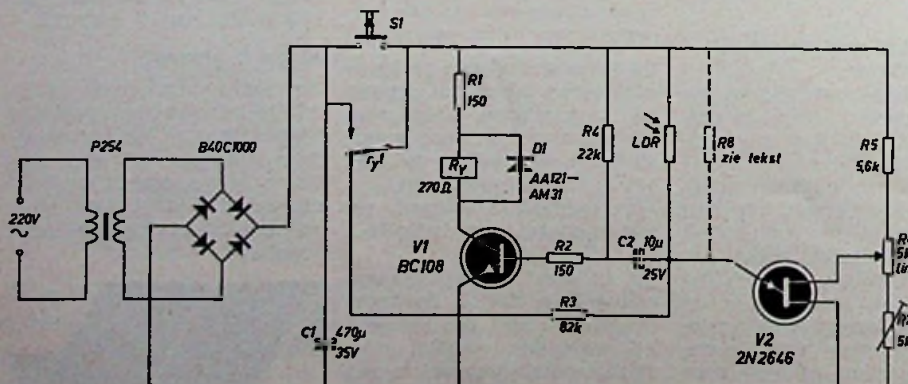 S1
P254
B40C1000
220V
~
R1
150
ry1
RY
270Ω
D1
AA121-
AM31
R4
22k
LDR
R8
zie tekst
R5
5,6k
V1
BC108
R2
150
C2
10µ
25V
R3
82k
C1
470µ
35V
V2
2N2646
lin